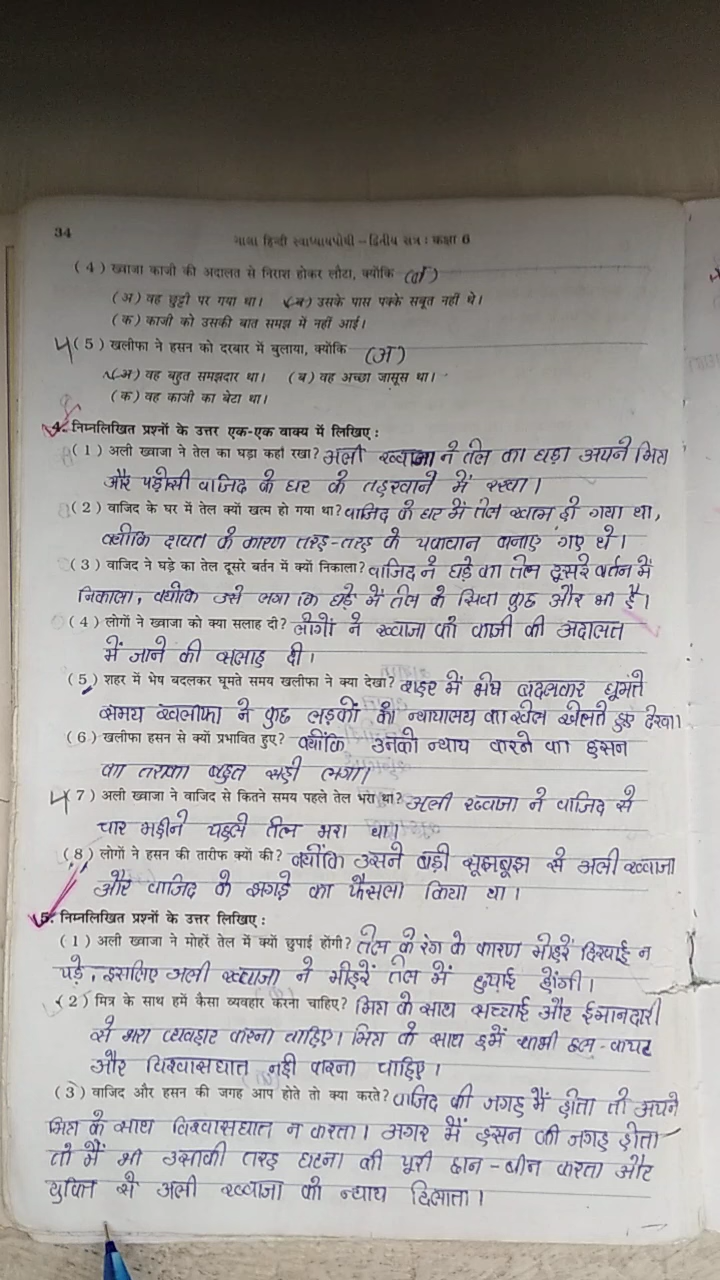 34
नवा हिन्दी स्वाध्यायपोथी – द्वितीय सत्र : कक्षा 6
( 4 ) ख्वाजा काजी की अदालत से निराश होकर लौटा, क्योंकि (ब)
(अ) वह छुट्टी पर गया था। (ब) उसके पास पक्के सबूत नहीं थे।
(क) काजी को उसकी बात समझ में नहीं आई।
( 5 ) खलीफा ने हसन को दरबार में बुलाया, क्योंकि (अ)
(अ) वह बहुत समझदार था। (ब) वह अच्छा जासूस था।
(क) वह काजी का बेटा था।
4. निम्नलिखित प्रश्नों के उत्तर एक-एक वाक्य में लिखिए :
( 1 ) अली ख्वाजा ने तेल का घड़ा कहाँ रखा? अली ख्वाजा ने तेल का घड़ा अपने मित्र
और पड़ोसी वाजिद के घर के तहखाने में रखा।
( 2 ) वाजिद के घर में तेल क्यों खत्म हो गया था? वाजिद के घर में तेल खत्म हो गया था,
क्योंकि दावत के कारण तरह-तरह के पकवान बनाए गए थे।
( 3 ) वाजिद ने घड़े का तेल दूसरे बर्तन में क्यों निकाला? वाजिद ने घड़े का तेल दूसरे बर्तन में
निकाला, क्योंकि उसे लगा कि घड़े में तेल के सिवा कुछ और भी है।
( 4 ) लोगों ने ख्वाजा को क्या सलाह दी? लोगों ने ख्वाजा को काजी की अदालत
में जाने की सलाह दी।
( 5 ) शहर में भेष बदलकर घूमते समय खलीफा ने क्या देखा? शहर में भेष बदलकर घूमते
समय खलीफा ने कुछ लड़कों को न्यायालय का खेल खेलते हुए देखा।
( 6 ) खलीफा हसन से क्यों प्रभावित हुए? क्योंकि उनको न्याय करने का हसन
का तरीका बहुत सही लगा।
( 7 ) अली ख्वाजा ने वाजिद से कितने समय पहले तेल भरा था? अली ख्वाजा ने वाजिद से
चार महीने पहले तेल भरा था।
( 8 ) लोगों ने हसन की तारीफ क्यों की? क्योंकि उसने बड़ी सूझबूझ से अली ख्वाजा
और वाजिद के झगड़े का फैसला किया था।
5. निम्नलिखित प्रश्नों के उत्तर लिखिए :
( 1 ) अली ख्वाजा ने मोहरें तेल में क्यों छुपाई होंगी? तेल के रंग के कारण मोहरें दिखाई न
पड़े, इसलिए अली ख्वाजा ने मोहरें तेल में छुपाई होंगी।
( 2 ) मित्र के साथ हमें कैसा व्यवहार करना चाहिए? मित्र के साथ सच्चाई और ईमानदारी
से भरा व्यवहार करना चाहिए। मित्र के साथ हमें कभी छल-कपट
और विश्वासघात नहीं करना चाहिए।
( 3 ) वाजिद और हसन की जगह आप होते तो क्या करते? वाजिद की जगह मैं होता तो अपने
मित्र के साथ विश्वासघात न करता। अगर मैं हसन की जगह होता
तो मैं भी उसकी तरह घटना की पूरी छान-बीन करता और
युक्ति से अली ख्वाजा को न्याय दिलाता।